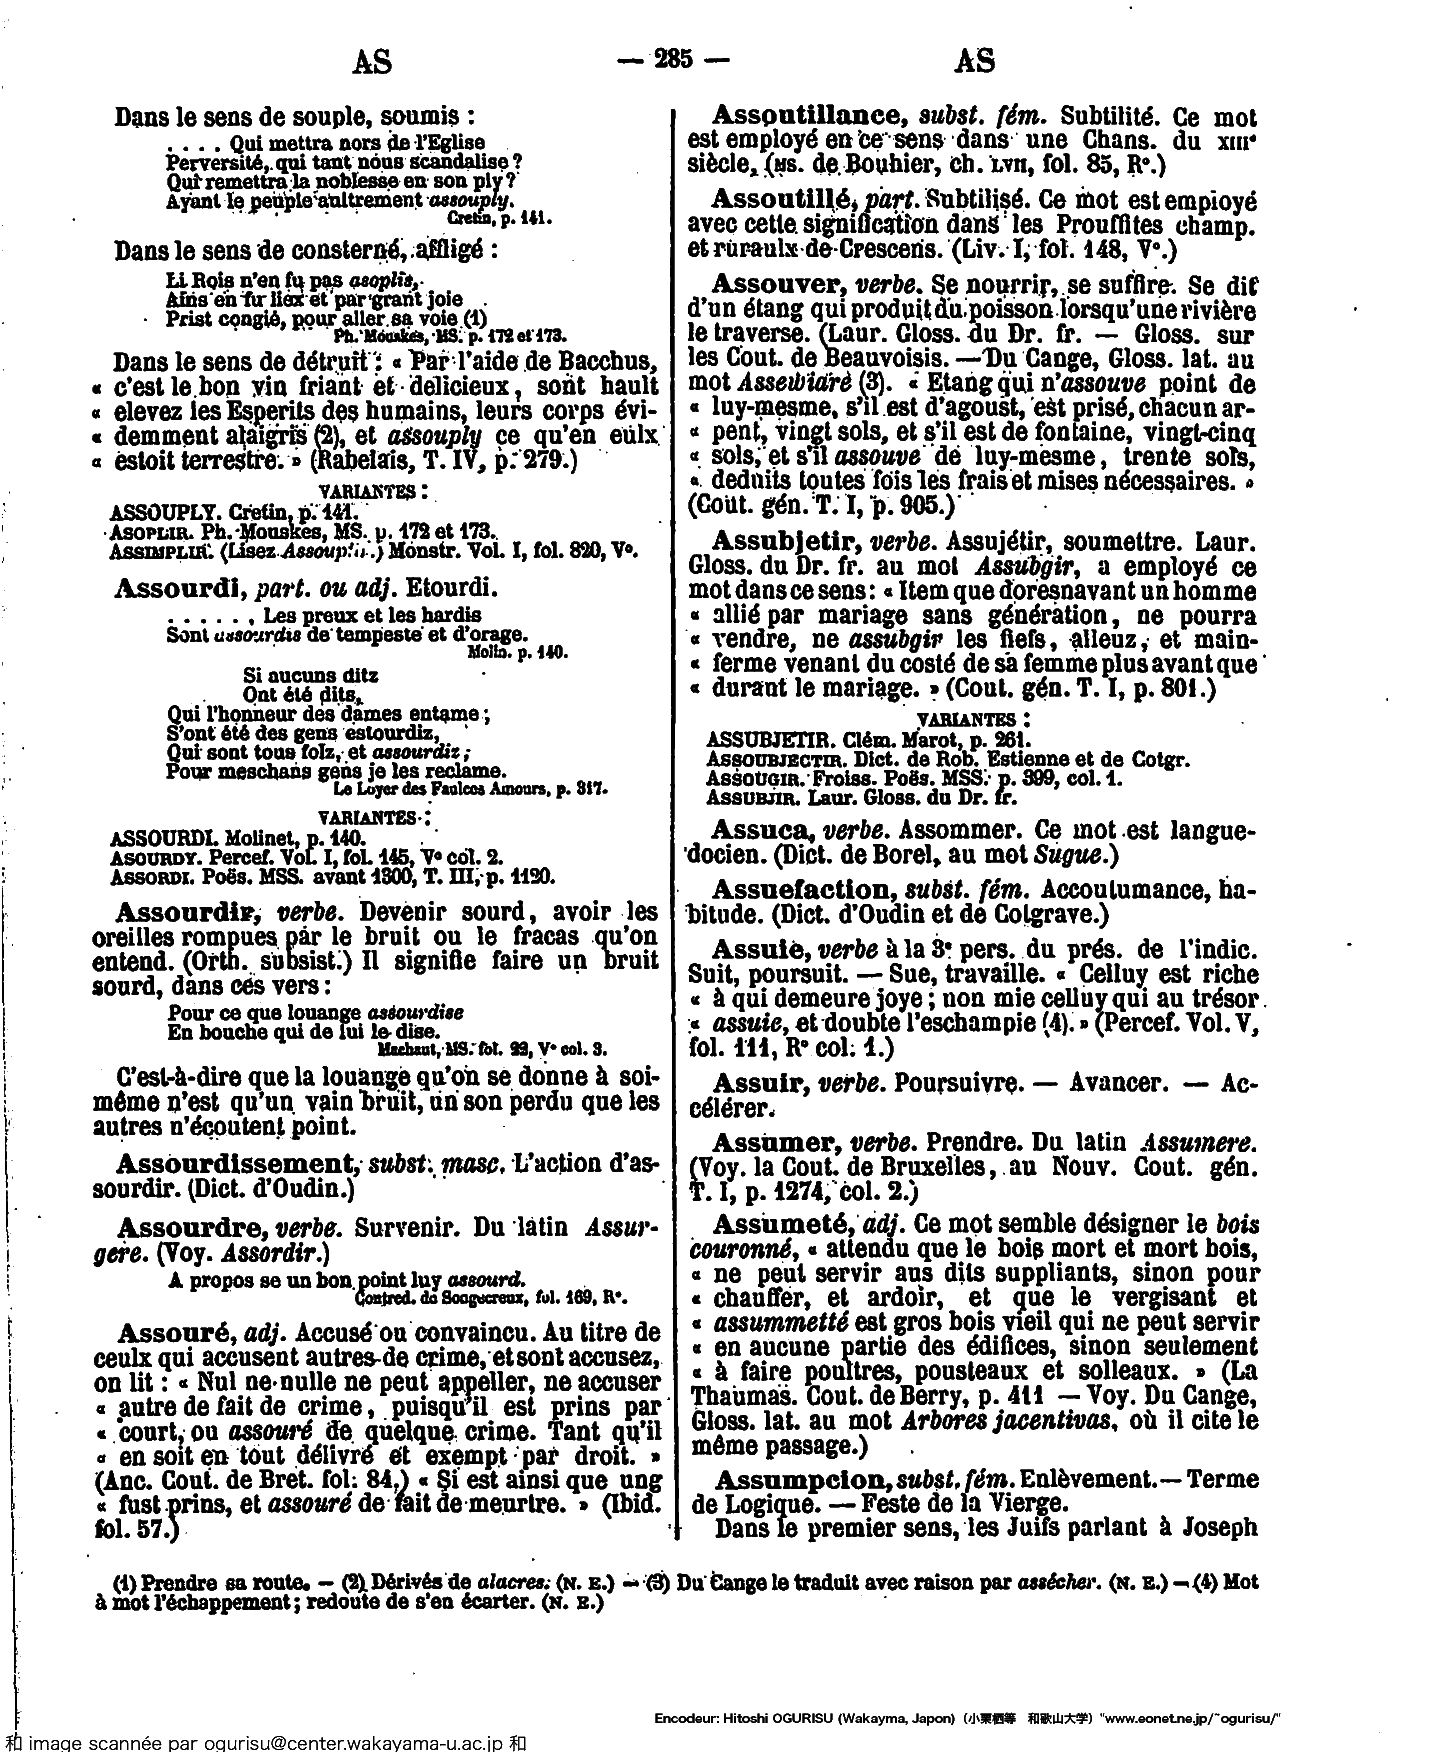 AS
— 285 —
AS
Dans le sens de souple, soumis :
. . . . Qui mettra hors de l'Eglise
Perversité, qui tant nous scandalise ?
Qui remettra la noblesse en son ply ?
Ayant le peuple aultrement assouply.
Cretin, p. 141.
Dans le sens de consterné, affligé :
Li Rois n'en fu pas asoplis,
Ains en fu liex et par grant joie
Prist congié, pour aller sa voie (1)
Ph. Mouskes, MS. p. 172 et 173.
Dans le sens de détruit : « Par l'aide de Bacchus,
« c'est le bon vin friant et delicieux, sont hault
« elevez les Esperits des humains, leurs corps évi-
« demment alaigris (2), et assouply ce qu'en eulx
« estoit terrestre. » (Rabelais, T. IV, p. 279.)
VARIANTES :
ASSOUPLY. Cretin, p. 141.
ASOPLIR. Ph. Mouskes, MS. p. 172 et 173.
ASSIMPLIR. (Lisez Assouplir.) Monstr. Vol. I, fol. 820, Vº.
Assourdi, part. ou adj. Etourdi.
. . . . . . Les preux et les hardis
Sont assourdis de tempeste et d'orage.
Molin. p. 140.
Si aucuns ditz
Ont été dits,
Qui l'honneur des dames entame ;
S'ont été des gens estourdiz,
Qui sont tous folz, et assourdiz ;
Pour meschans gens je les reclame.
Le Loyer des Faulces Amours, p. 317.
VARIANTES :
ASSOURDI. Molinet, p. 140.
ASOURDY. Percef. Vol. I, fol. 145, Vº col. 2.
ASSORDI. Poës. MSS. avant 1300, T. III, p. 1120.
Assourdir, verbe. Devenir sourd, avoir les
oreilles rompues par le bruit ou le fracas qu'on
entend. (Orth. subsist.) Il signifie faire un bruit
sourd, dans ces vers :
Pour ce que louange assourdise
En bouche qui de lui le dise.
Machaut, MS. fol. 99, Vº col. 3.
C'est-à-dire que la louange qu'on se donne à soi-
même n'est qu'un vain bruit, un son perdu que les
autres n'écoutent point.
Assourdissement, subst. masc. L'action d'as-
sourdir. (Dict. d'Oudin.)
Assourdre, verbe. Survenir. Du latin Assur-
gere. (Voy. Assordir.)
A propos se un bon point luy assourd.
Contred. de Songecreux, fol. 169, Rº.
Assouré, adj. Accusé ou convaincu. Au titre de
ceulx qui accusent autres de crime, et sont accusez,
on lit : « Nul ne nulle ne peut appeller, ne accuser
« autre de fait de crime, puisqu'il est prins par
« court, ou assouré de quelque crime. Tant qu'il
« en soit en tout délivré et exempt par droit. »
(Anc. Cout. de Bret. fol. 84.) « Si est ainsi que ung
« fust prins, et assouré de fait de meurtre. » (Ibid.
fol. 57.)
Assoutillance, subst. fém. Subtilité. Ce mot
est employé en ce sens dans une Chans. du XIIIe
siècle. (MS. de Bouhier, ch. LVII, fol. 85, Rº.)
Assoutillé, part. Subtilisé. Ce mot est employé
avec cette signification dans les Prouffites champ.
et ruraulx de Crescens. (Liv. I, fol. 148, Vº.)
Assouver, verbe. Se nourrir, se suffire. Se dit
d'un étang qui produit du poisson lorsqu'une rivière
le traverse. (Laur. Gloss. du Dr. fr. — Gloss. sur
les Cout. de Beauvoisis. — Du Cange, Gloss. lat. au
mot Assewiare (3). « Etang qui n'assouve point de
« luy-mesme, s'il est d'agoust, est prisé, chacun ar-
« pent, vingt sols, et s'il est de fontaine, vingt-cinq
« sols, et s'il assouve de luy-mesme, trente sols,
« deduits toutes fois les frais et mises nécessaires. »
(Cout. gén. T. I, p. 905.)
Assubjetir, verbe. Assujétir, soumettre. Laur.
Gloss. du Dr. fr. au mot Assubgir, a employé ce
mot dans ce sens : « Item que doresnavant un homme
« allié par mariage sans génération, ne pourra
« vendre, ne assubgir les fiefs, alleuz, et main-
« ferme venant du costé de sa femme plus avant que
« durant le mariage. » (Cout. gén. T. I, p. 801.)
VARIANTES :
ASSUBJETIR. Clém. Marot, p. 261.
ASSOUBJECTIR. Dict. de Rob. Estienne et de Cotgr.
ASSOUGIR. Froiss. Poës. MSS. p. 399, col. 1.
ASSUBJIR. Laur. Gloss. du Dr. fr.
Assuca, verbe. Assommer. Ce mot est langue-
docien. (Dict. de Borel, au mot Sugue.)
Assuefaction, subst. fém. Accoutumance, ha-
bitude. (Dict. d'Oudin et de Cotgrave.)
Assuie, verbe à la 3e pers. du prés. de l'indic.
Suit, poursuit. — Sue, travaille. « Celluy est riche
« à qui demeure joye ; non mie celluy qui au trésor
« assuie, et doubte l'eschampie (4). » (Percef. Vol. V,
fol. 111, Rº col. 1.)
Assuir, verbe. Poursuivre. — Avancer. — Ac-
célérer.
Assumer, verbe. Prendre. Du latin Assumere.
(Voy. la Cout. de Bruxelles, au Nouv. Cout. gén.
T. I, p. 1274, col. 2.)
Assumeté, adj. Ce mot semble désigner le bois
couronné, « attendu que le bois mort et mort bois,
« ne peut servir aus dits suppliants, sinon pour
« chauffer, et ardoir, et que le vergisant et
« assummetté est gros bois vieil qui ne peut servir
« en aucune partie des édifices, sinon seulement
« à faire poultres, pousteaux et solleaux. » (La
Thaumas. Cout. de Berry, p. 411 — Voy. Du Cange,
Gloss. lat. au mot Arbores jacentivas, où il cite le
même passage.)
Assumpcion, subst. fém. Enlèvement. — Terme
de Logique. — Feste de la Vierge.
Dans le premier sens, les Juifs parlant à Joseph
(1) Prendre sa route. — (2) Dérivés de alacres. (N. E.) — (3) Du Cange le traduit avec raison par assécher. (N. E.) — (4) Mot
à mot l'échappement ; redoute de s'en écarter. (N. E.)
Encodeur: Hitoshi OGURISU (Wakayma, Japon) (小栗栖等 和歌山大学) "www.eonet.ne.jp/~ogurisu/"
和 image scannée par ogurisu@center.wakayama-u.ac.jp 和